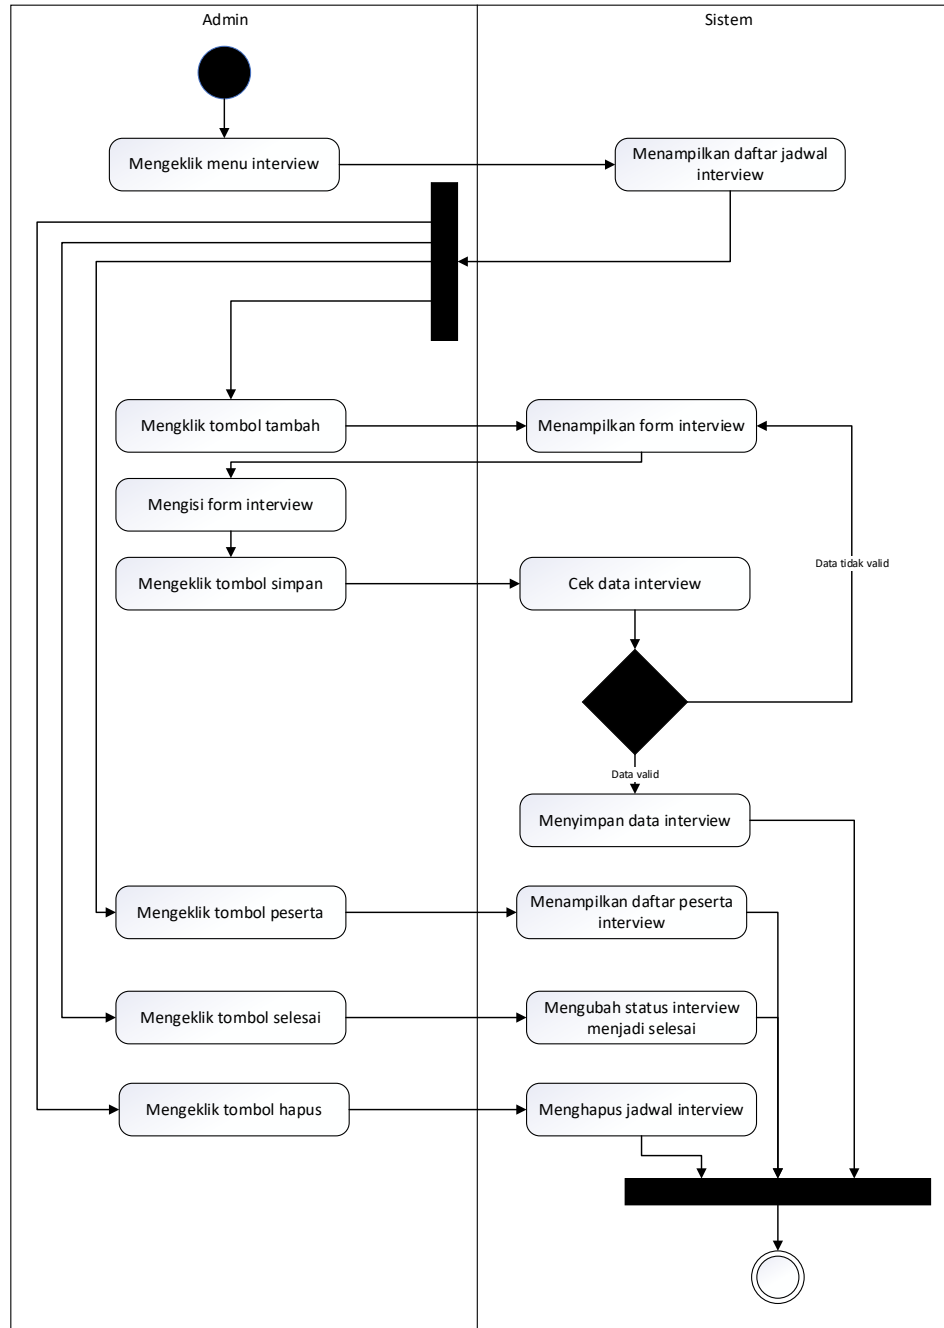 Admin
Sistem
Mengeklik menu interview
Menampilkan daftar jadwal
interview
Mengklik tombol tambah
Menampilkan form interview
Mengisi form interview
Mengeklik tombol simpan
Cek data interview
Data tidak valid
Data valid
Menyimpan data interview
Mengeklik tombol peserta
Menampilkan daftar peserta
interview
Mengeklik tombol selesai
Mengubah status interview
menjadi selesai
Mengeklik tombol hapus
Menghapus jadwal interview